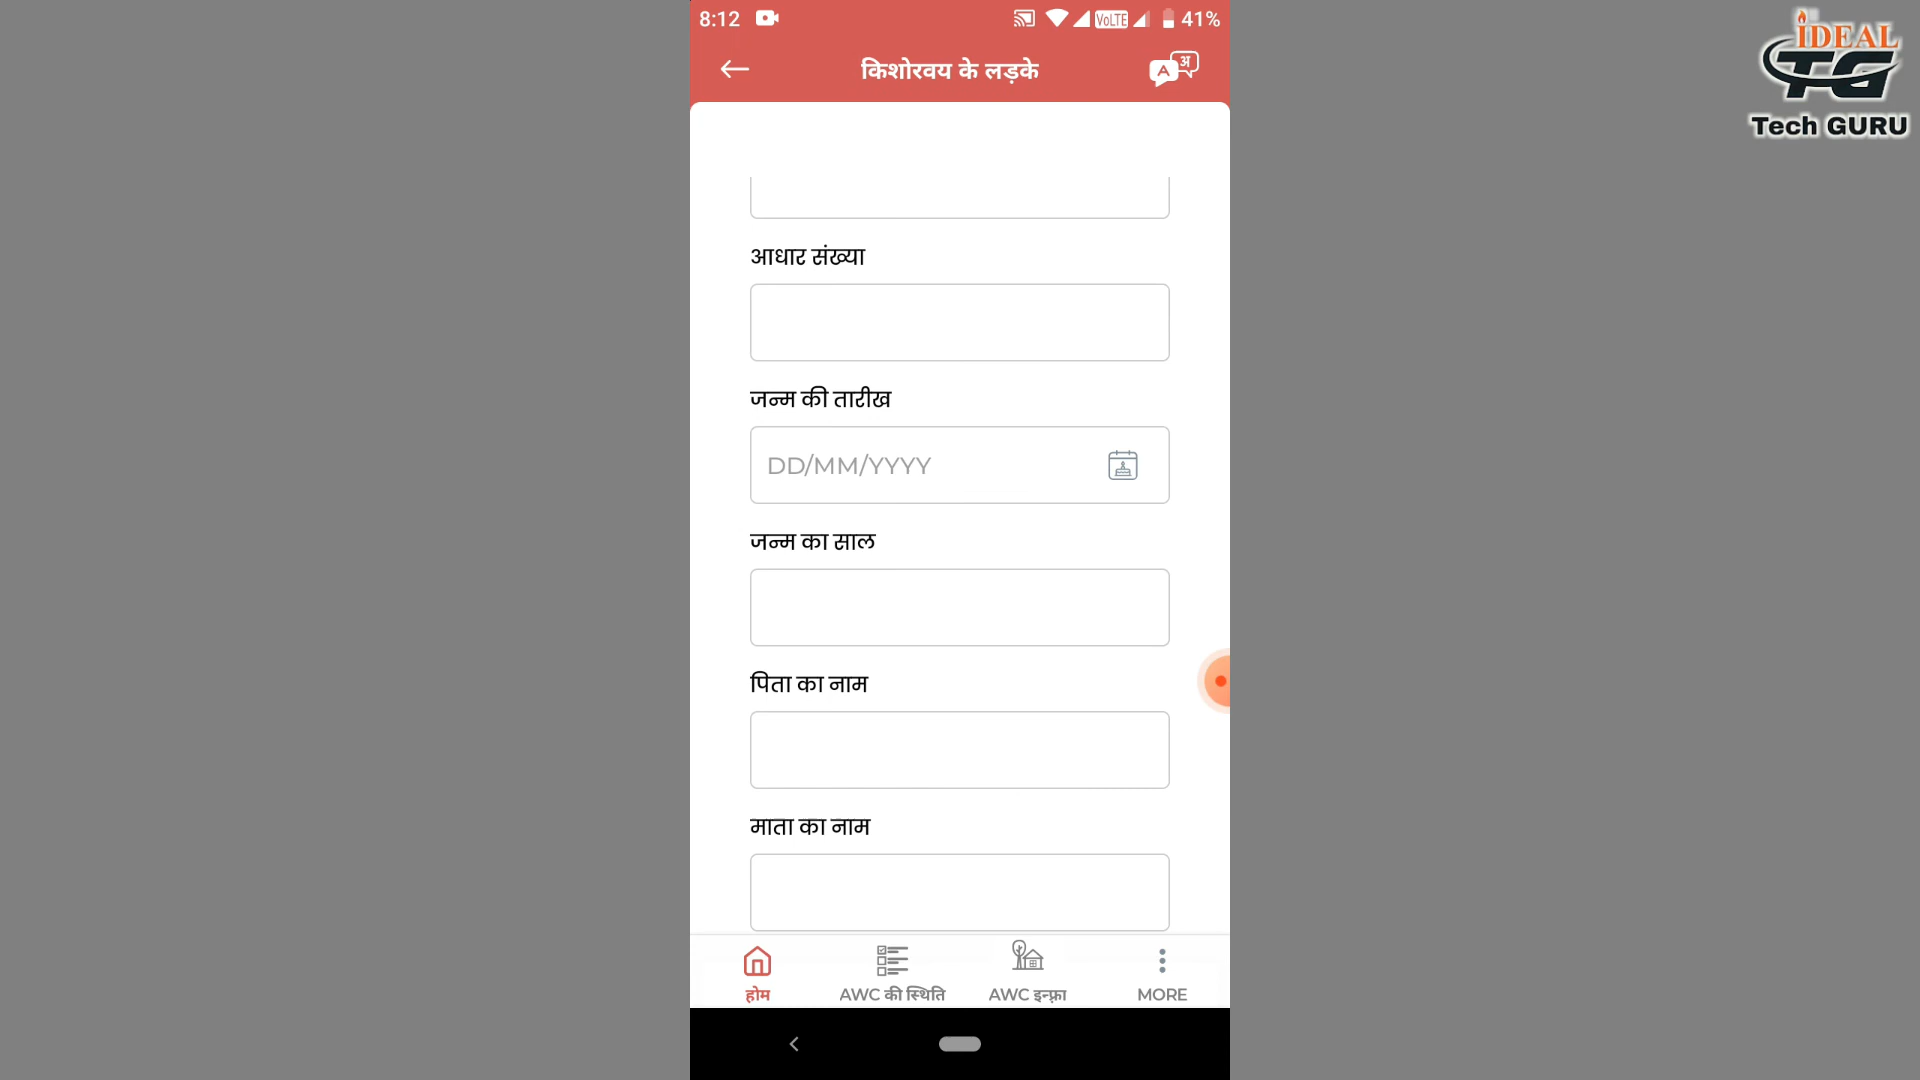 8:12
VoLTE
41%
किशोरवय के लड़के
A अ
आधार संख्या
जन्म की तारीख
DD/MM/YYYY
जन्म का साल
पिता का नाम
माता का नाम
होम
AWC की स्थिति
AWC इन्फ्रा
MORE
iDEAL
TG
Tech GURU